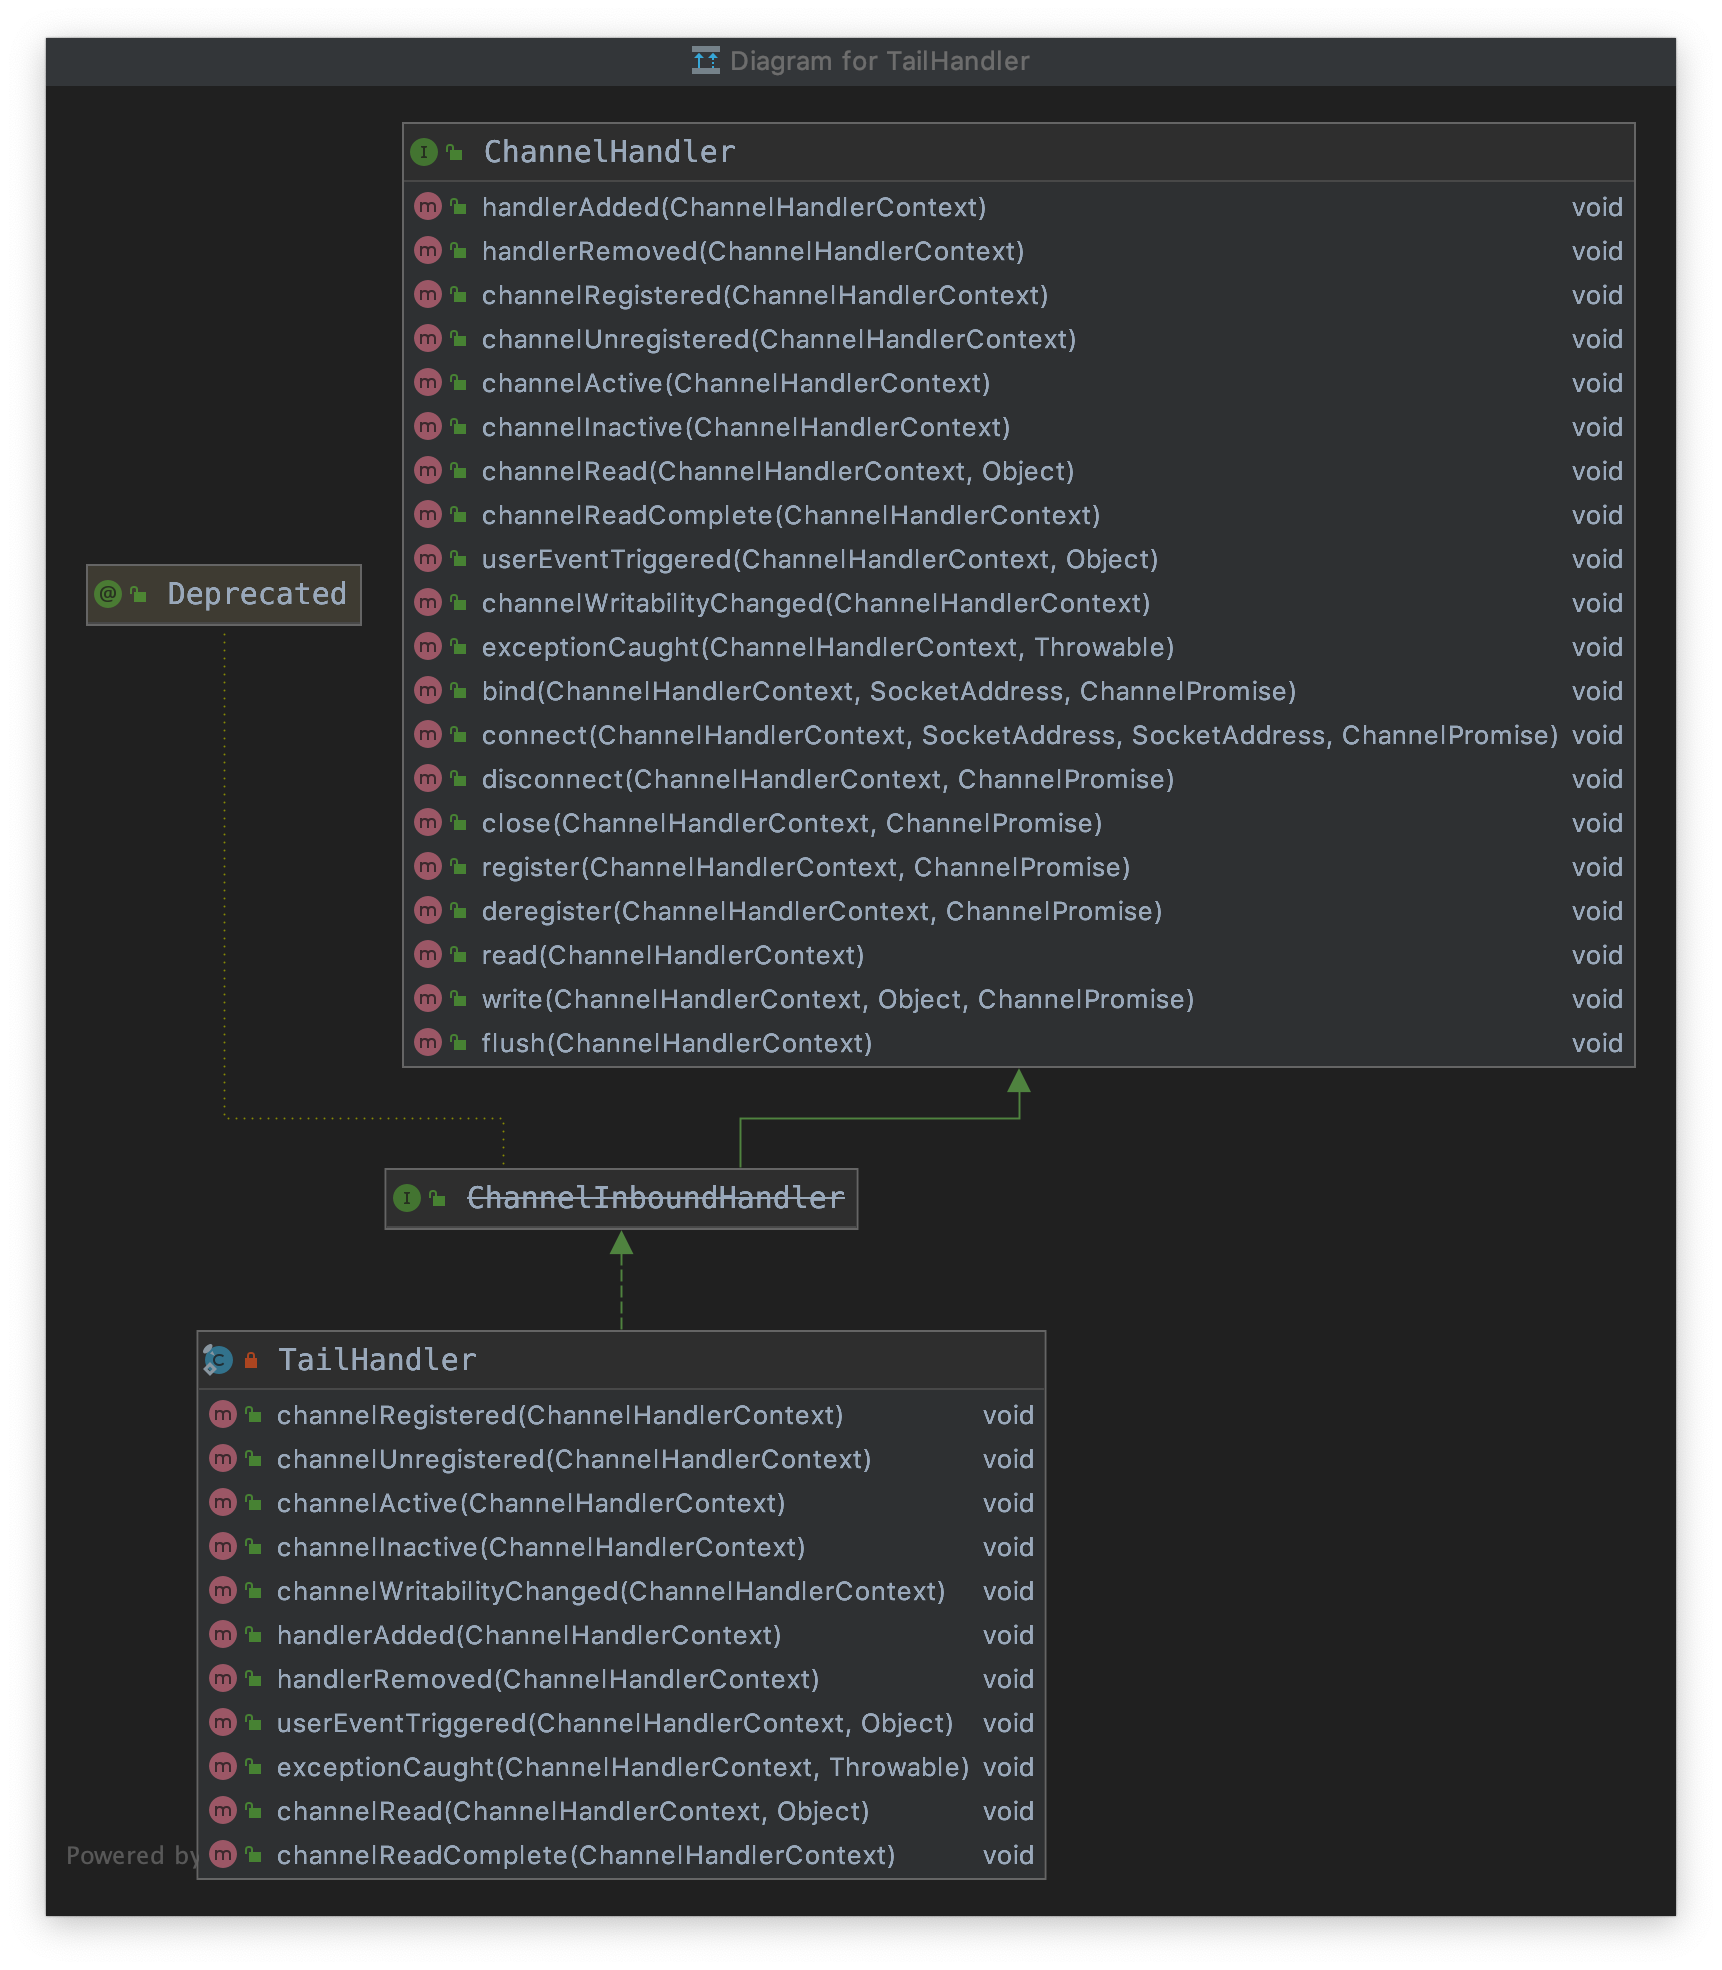 Diagram for TailHandler
I ChannelHandler
m handlerAdded(ChannelHandlerContext) void
m handlerRemoved(ChannelHandlerContext) void
m channelRegistered(ChannelHandlerContext) void
m channelUnregistered(ChannelHandlerContext) void
m channelActive(ChannelHandlerContext) void
m channelInactive(ChannelHandlerContext) void
m channelRead(ChannelHandlerContext, Object) void
m channelReadComplete(ChannelHandlerContext) void
m userEventTriggered(ChannelHandlerContext, Object) void
m channelWritabilityChanged(ChannelHandlerContext) void
m exceptionCaught(ChannelHandlerContext, Throwable) void
m bind(ChannelHandlerContext, SocketAddress, ChannelPromise) void
m connect(ChannelHandlerContext, SocketAddress, SocketAddress, ChannelPromise) void
m disconnect(ChannelHandlerContext, ChannelPromise) void
m close(ChannelHandlerContext, ChannelPromise) void
m register(ChannelHandlerContext, ChannelPromise) void
m deregister(ChannelHandlerContext, ChannelPromise) void
m read(ChannelHandlerContext) void
m write(ChannelHandlerContext, Object, ChannelPromise) void
m flush(ChannelHandlerContext) void
@ Deprecated
I ChannelInboundHandler
C TailHandler
m channelRegistered(ChannelHandlerContext) void
m channelUnregistered(ChannelHandlerContext) void
m channelActive(ChannelHandlerContext) void
m channelInactive(ChannelHandlerContext) void
m channelWritabilityChanged(ChannelHandlerContext) void
m handlerAdded(ChannelHandlerContext) void
m handlerRemoved(ChannelHandlerContext) void
m userEventTriggered(ChannelHandlerContext, Object) void
m exceptionCaught(ChannelHandlerContext, Throwable) void
m channelRead(ChannelHandlerContext, Object) void
m channelReadComplete(ChannelHandlerContext) void
Powered by